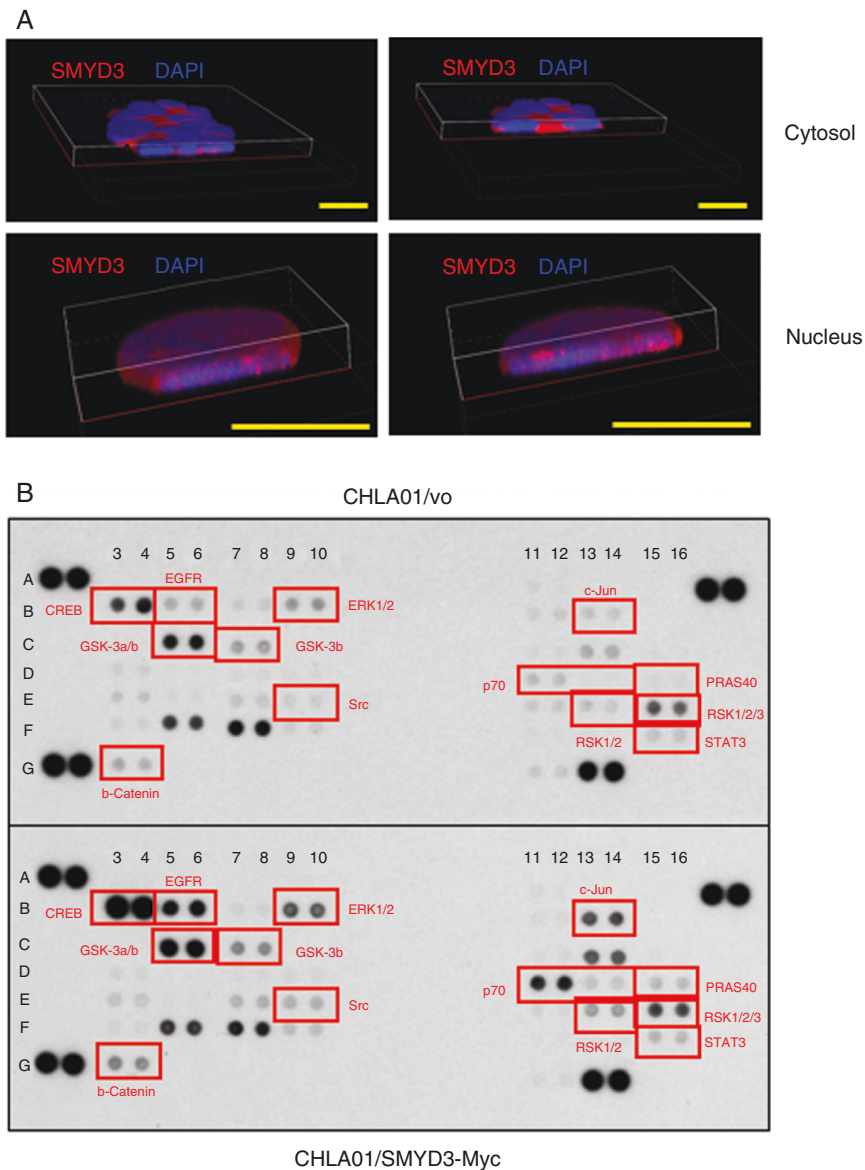 A
SMYD3 DAPI
SMYD3 DAPI
Cytosol
SMYD3 DAPI
SMYD3 DAPI
Nucleus
B
CHLA01/vo
3 4 5 6 7 8 9 10 11 12 13 14 15 16
A
EGFR
c-Jun
B
CREB
ERK1/2
C
GSK-3a/b
GSK-3b
D
p70
PRAS40
E
Src
RSK1/2/3
F
RSK1/2
STAT3
G
b-Catenin
3 4 5 6 7 8 9 10 11 12 13 14 15 16
A
EGFR
c-Jun
B
CREB
ERK1/2
C
GSK-3a/b
GSK-3b
D
p70
PRAS40
E
Src
RSK1/2/3
F
RSK1/2
STAT3
G
b-Catenin
CHLA01/SMYD3-Myc